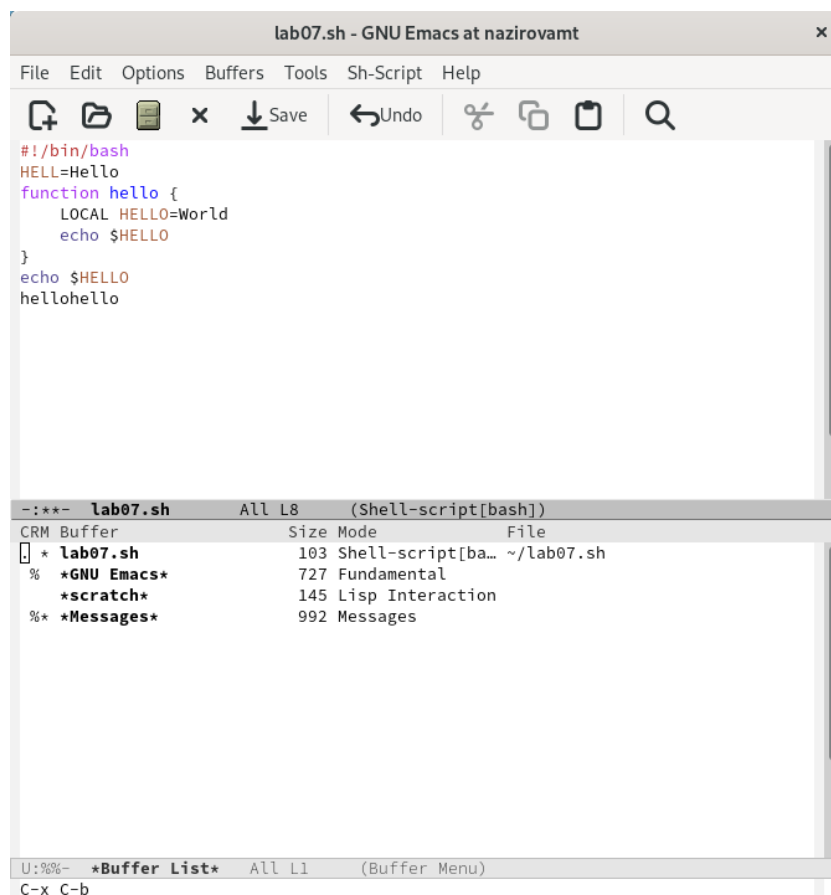 lab07.sh - GNU Emacs at nazirovamt
File Edit Options Buffers Tools Sh-Script Help
Save Undo
#!/bin/bash
HELL=Hello
function hello {
    LOCAL HELLO=World
    echo $HELLO
}
echo $HELLO
hellohello
-:**-  lab07.sh       All L8     (Shell-script[bash])
CRM Buffer                 Size Mode             File
. * lab07.sh                103 Shell-script[ba… ~/lab07.sh
 %  *GNU Emacs*             727 Fundamental
    *scratch*               145 Lisp Interaction
 %* *Messages*              992 Messages
U:%%-  *Buffer List*   All L1     (Buffer Menu)
C-x C-b